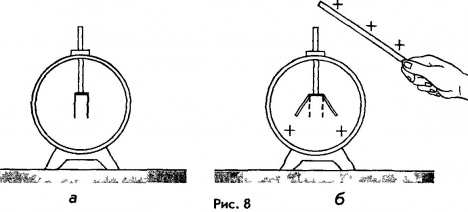 +
+
+
+ +
а
Рис. 8
б